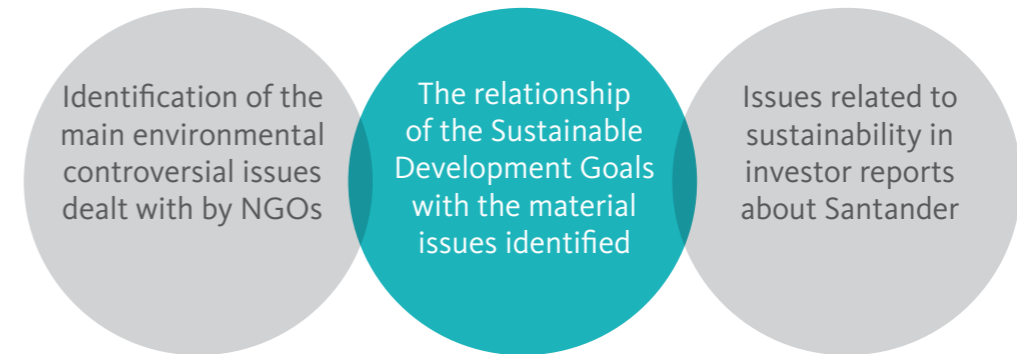 Identification of the
main environmental
controversial issues
dealt with by NGOs
The relationship
of the Sustainable
Development Goals
with the material
issues identified
Issues related to
sustainability in
investor reports
about Santander